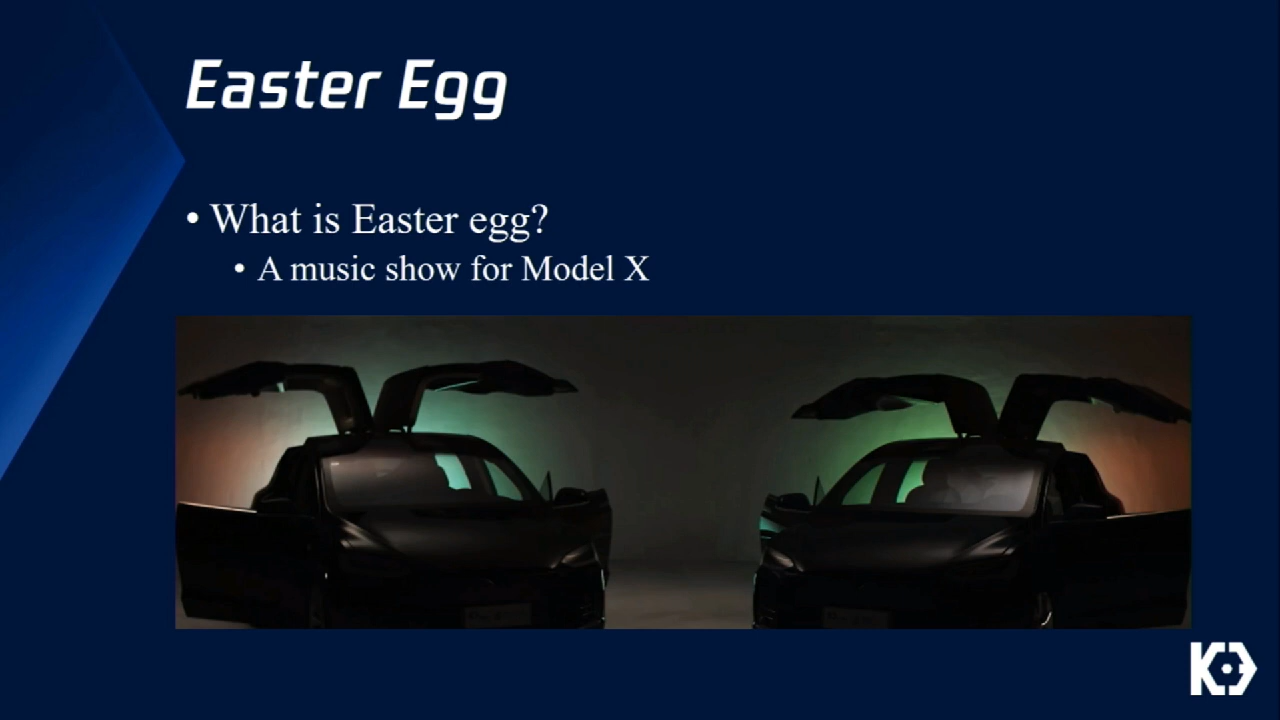 Easter Egg
• What is Easter egg?
• A music show for Model X